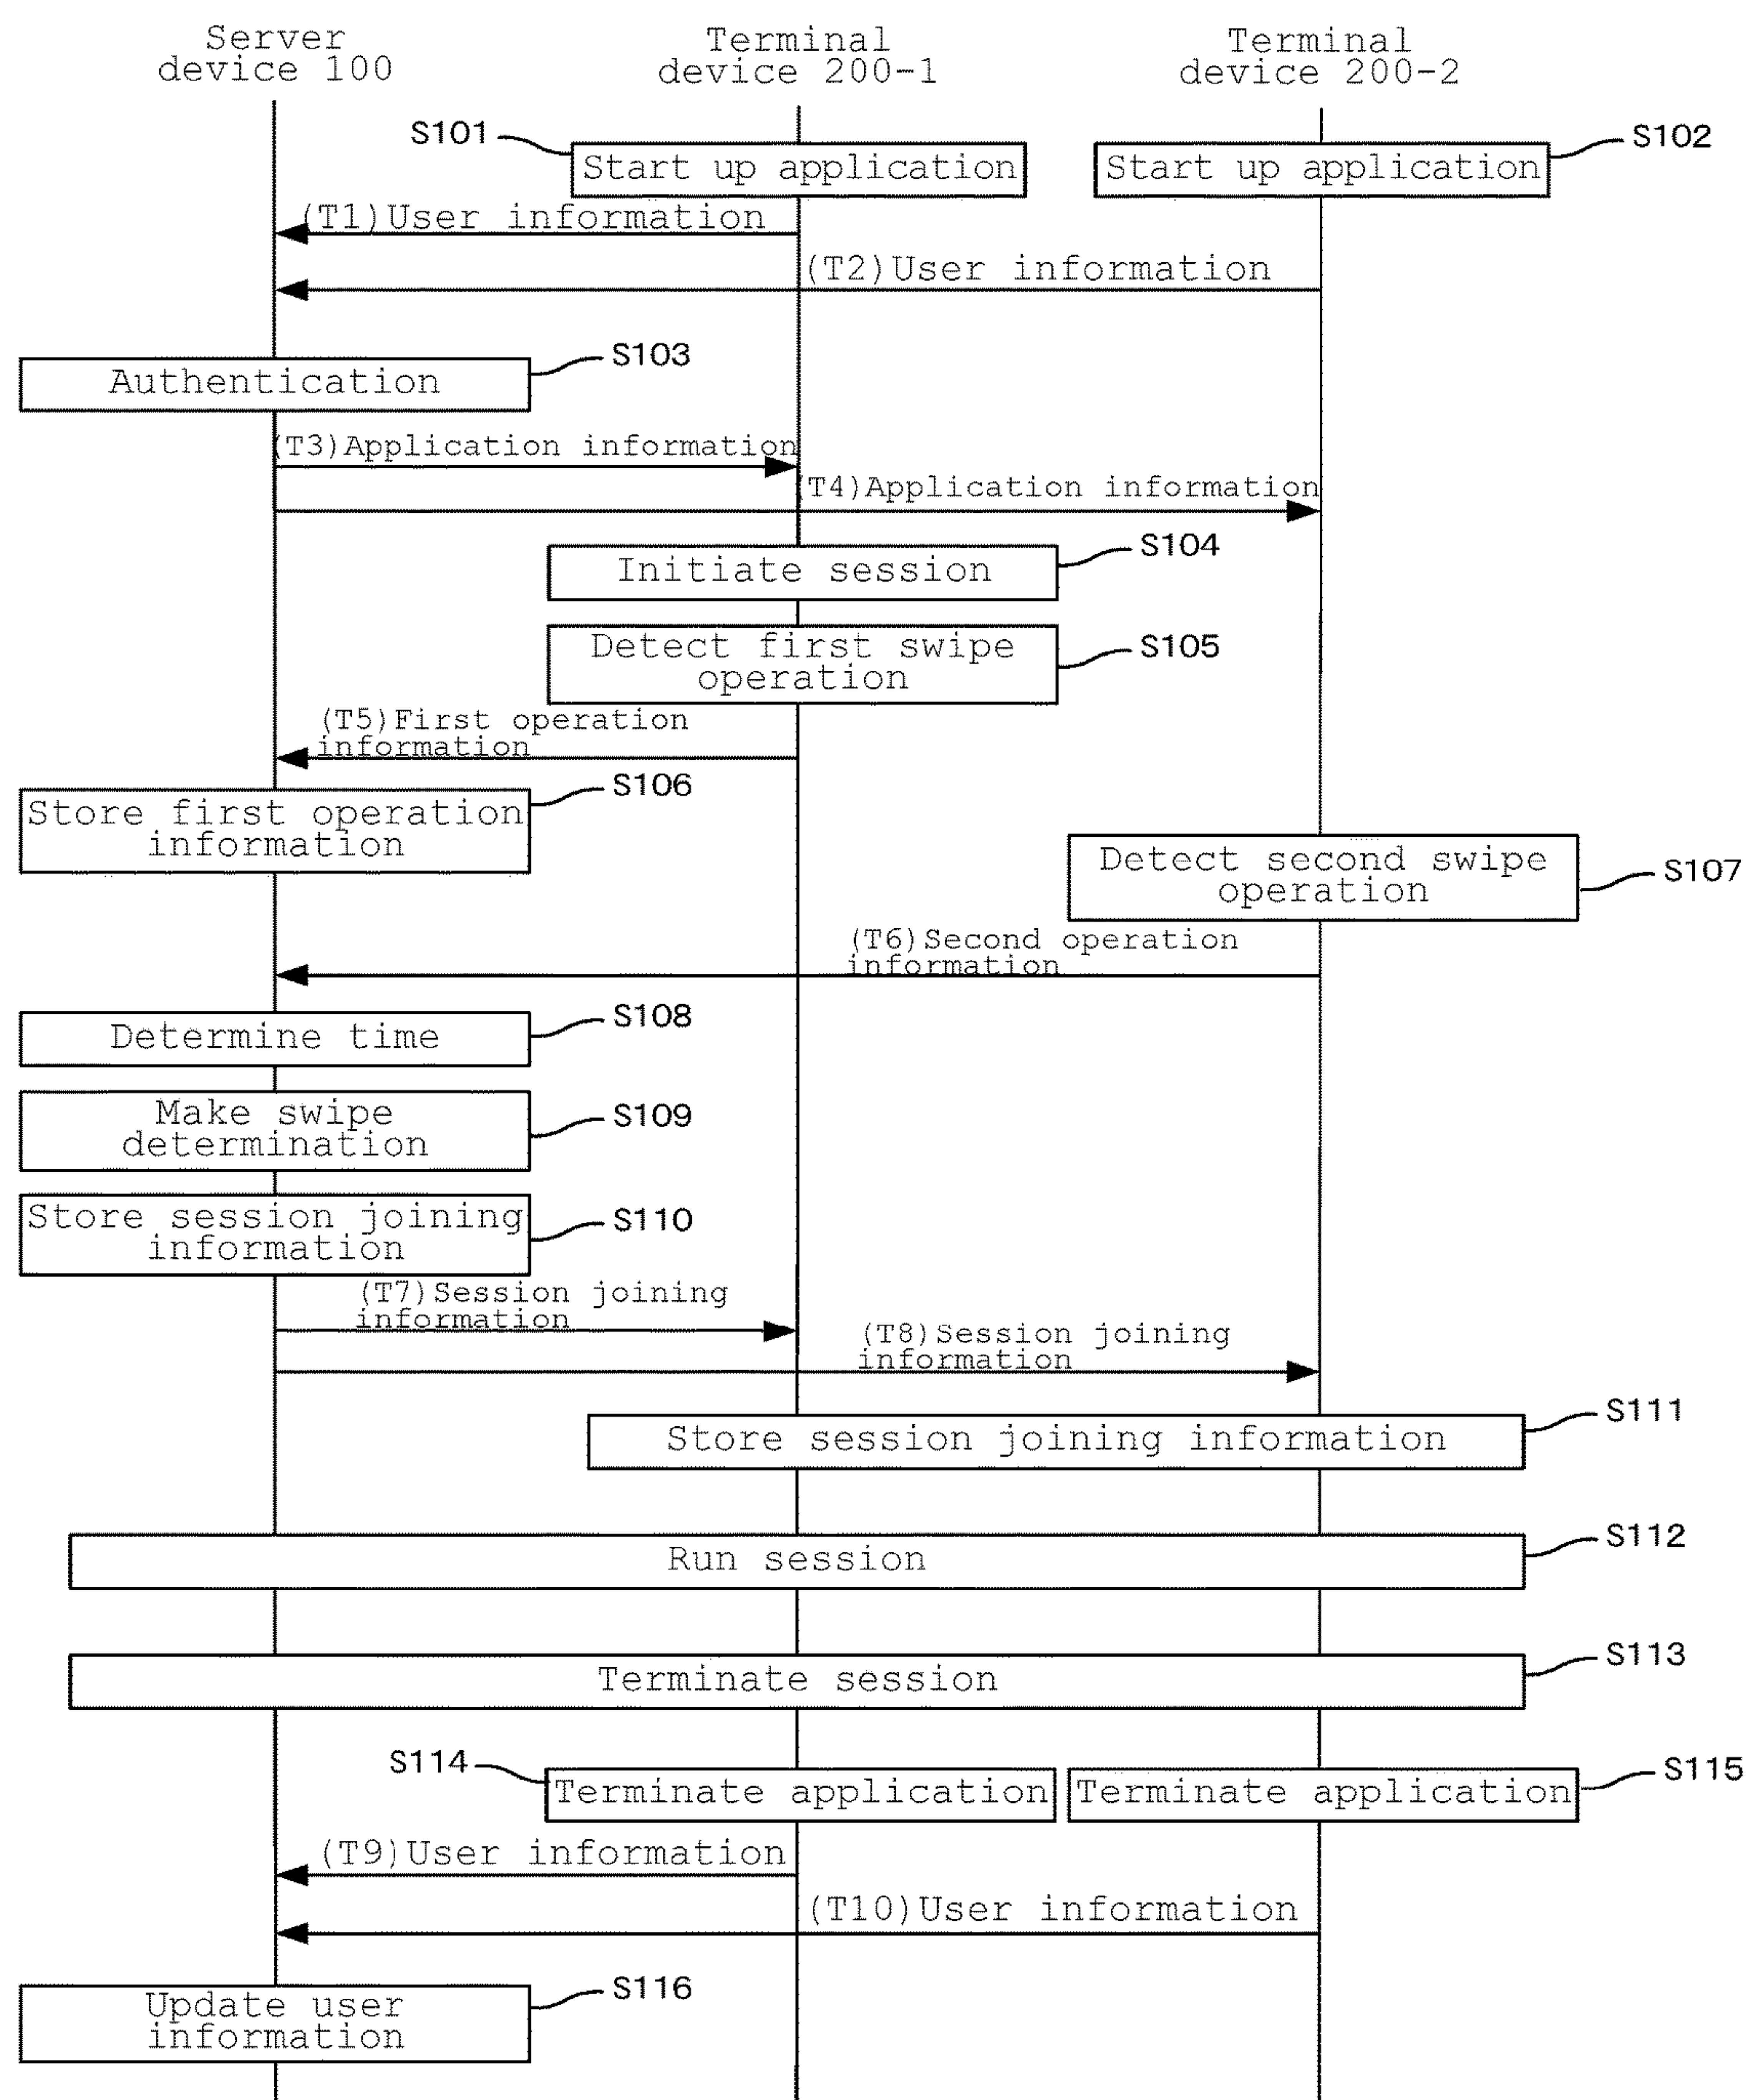 Server
device 100
Terminal
device 200-1
Terminal
device 200-2
S101
Start up application
Start up application
S102
(T1)User information
(T2)User information
S103
Authentication
(T3)Application information
(T4)Application information
S104
Initiate session
Detect first swipe
operation
S105
(T5)First operation
information
S106
Store first operation
information
Detect second swipe
operation
S107
(T6)Second operation
information
S108
Determine time
Make swipe
determination
S109
Store session joining
information
S110
(T7)Session joining
information
(T8)Session joining
information
S111
Store session joining information
S112
Run session
S113
Terminate session
S114
Terminate application
Terminate application
S115
(T9)User information
(T10)User information
S116
Update user
information